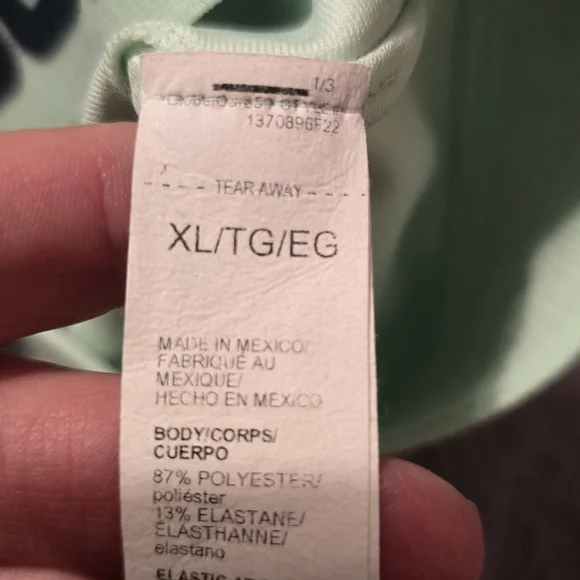 1/3
STYLE #
1370896F22
TEAR AWAY
XL/TG/EG
MADE IN MEXICO/
FABRIQUÉ AU
MEXIQUE/
HECHO EN MEXICO
BODY/CORPS/
CUERPO
87% POLYESTER/
poliéster
13% ELASTANE/
ÉLASTHANNE/
elastano